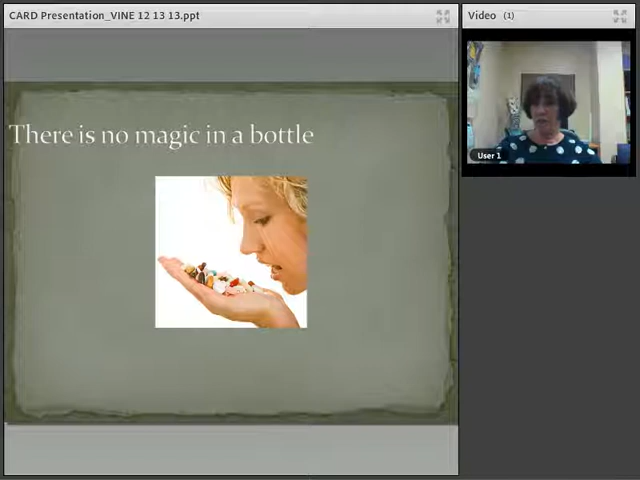 CARD Presentation_VINE 12 13 13.ppt
Video (1)
There is no magic in a bottle
User 1